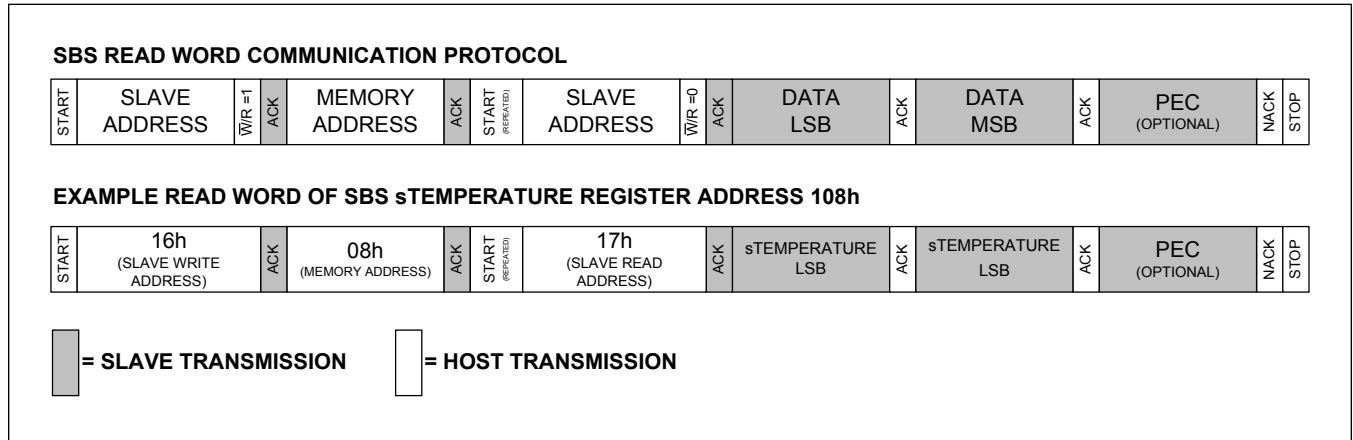 SBS READ WORD COMMUNICATION PROTOCOL
START
SLAVE
ADDRESS
W̅/R =1
ACK
MEMORY
ADDRESS
ACK
START
(REPEATED)
SLAVE
ADDRESS
W̅/R =0
ACK
DATA
LSB
ACK
DATA
MSB
ACK
PEC
(OPTIONAL)
NACK
STOP
EXAMPLE READ WORD OF SBS sTEMPERATURE REGISTER ADDRESS 108h
START
16h
(SLAVE WRITE
ADDRESS)
ACK
08h
(MEMORY ADDRESS)
ACK
START
(REPEATED)
17h
(SLAVE READ
ADDRESS)
ACK
sTEMPERATURE
LSB
ACK
sTEMPERATURE
LSB
ACK
PEC
(OPTIONAL)
NACK
STOP
= SLAVE TRANSMISSION
= HOST TRANSMISSION